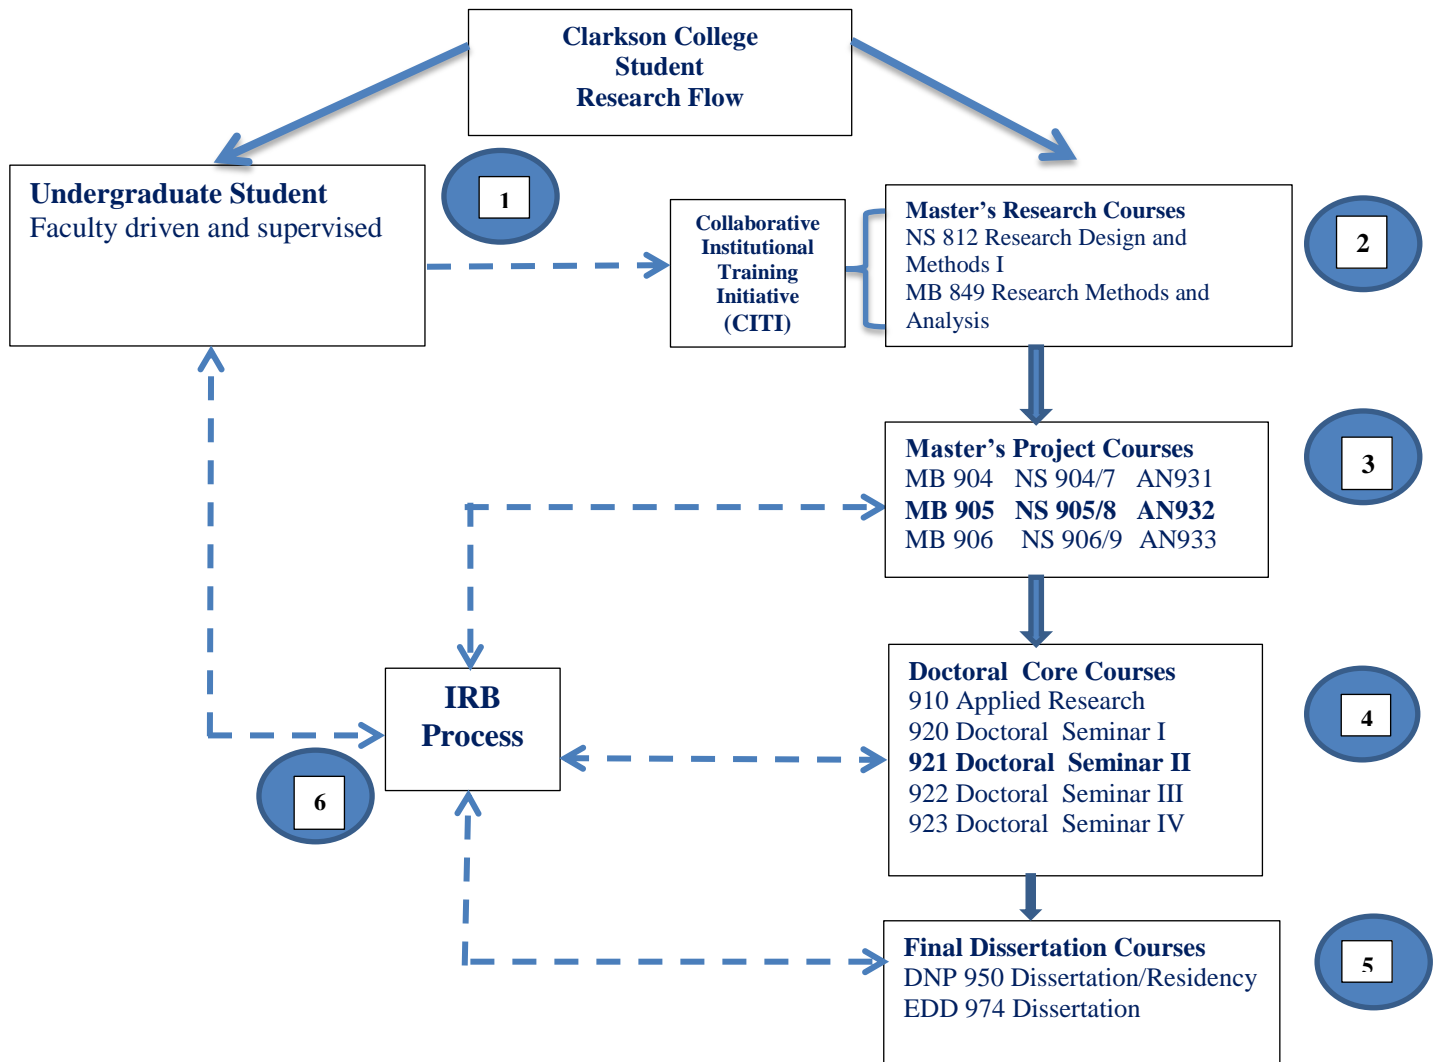 Clarkson College
Student
Research Flow
Undergraduate Student
Faculty driven and supervised
1
Collaborative
Institutional
Training
Initiative
(CITI)
Master’s Research Courses
NS 812 Research Design and
Methods I
MB 849 Research Methods and
Analysis
2
Master’s Project Courses
MB 904 NS 904/7 AN931
MB 905 NS 905/8 AN932
MB 906 NS 906/9 AN933
3
IRB
Process
6
Doctoral Core Courses
910 Applied Research
920 Doctoral Seminar I
921 Doctoral Seminar II
922 Doctoral Seminar III
923 Doctoral Seminar IV
4
Final Dissertation Courses
DNP 950 Dissertation/Residency
EDD 974 Dissertation
5